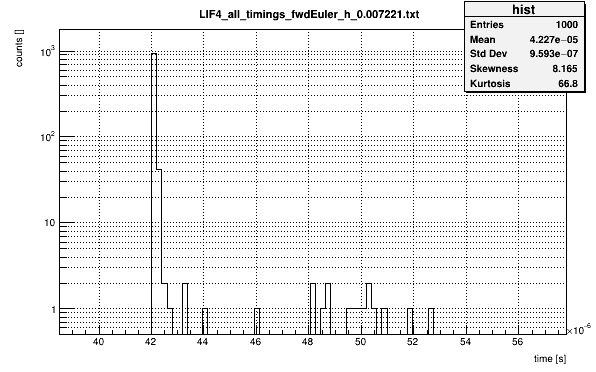 LIF4_all_timings_fwdEuler_h_0.007221.txt
hist
Entries 1000
Mean 4.227e−05
Std Dev 9.593e−07
Skewness 8.165
Kurtosis 66.8
counts []
10³
10²
10
1
40 42 44 46 48 50 52 54 56
×10⁻⁶
time [s]